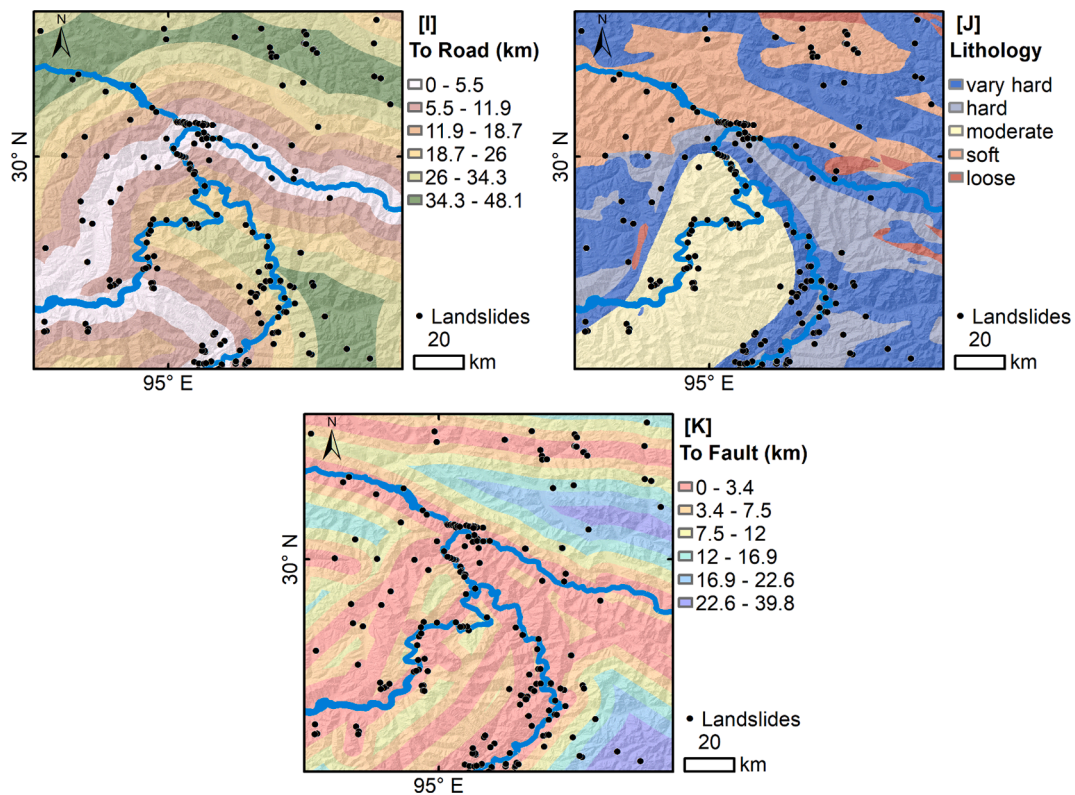 N
[I]
To Road (km)
0 - 5.5
5.5 - 11.9
11.9 - 18.7
18.7 - 26
26 - 34.3
34.3 - 48.1
30° N
Landslides
20
km
95° E
N
[J]
Lithology
vary hard
hard
moderate
soft
loose
30° N
Landslides
20
km
95° E
N
[K]
To Fault (km)
0 - 3.4
3.4 - 7.5
7.5 - 12
12 - 16.9
16.9 - 22.6
22.6 - 39.8
30° N
Landslides
20
km
95° E